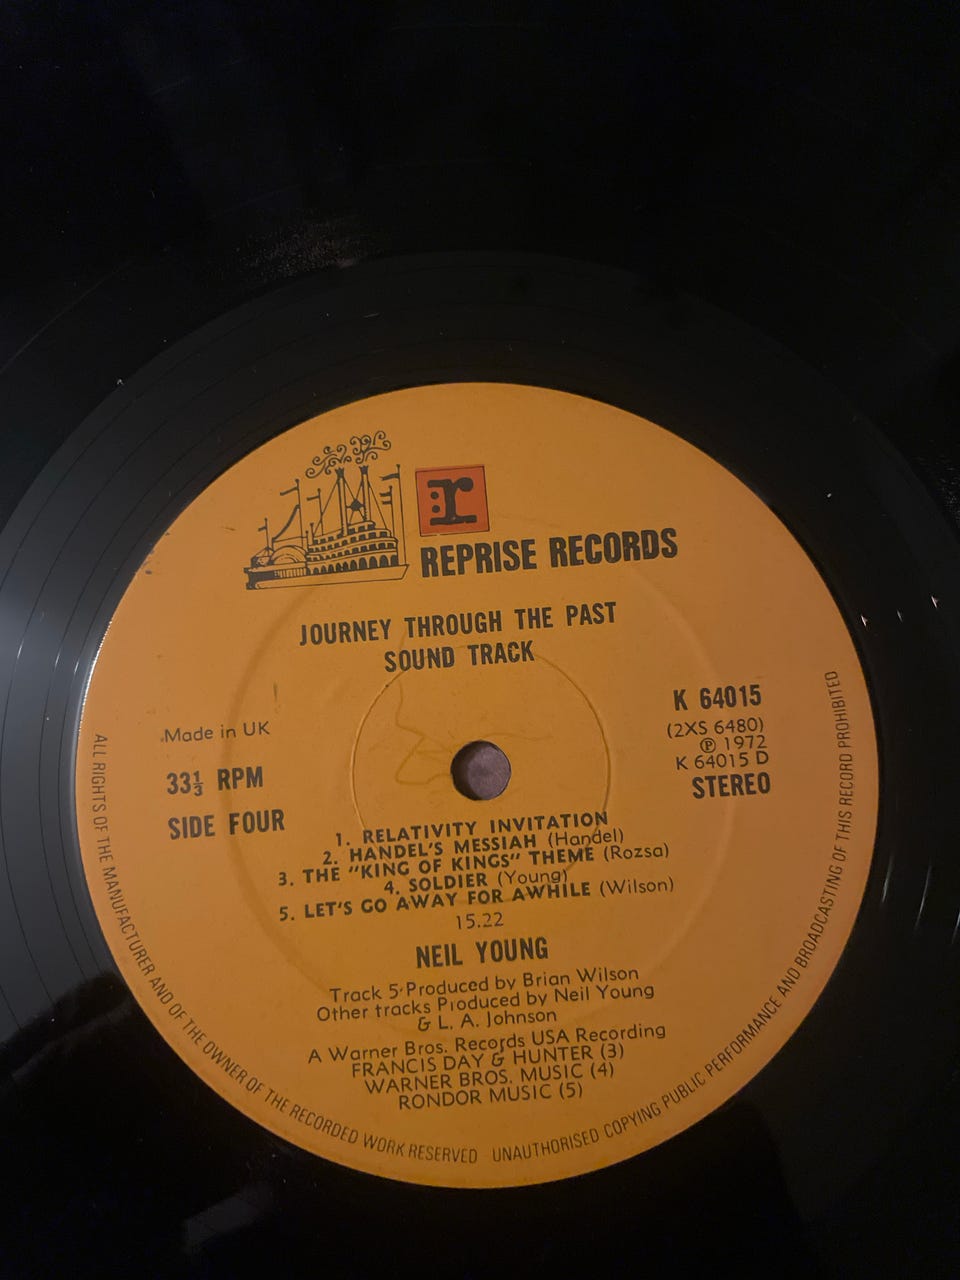 r
REPRISE RECORDS
JOURNEY THROUGH THE PAST
SOUND TRACK
Made in UK
33⅓ RPM
SIDE FOUR
K 64015
(2XS 6480)
℗ 1972
K 64015 D
STEREO
1. RELATIVITY INVITATION
2. HANDEL'S MESSIAH (Handel)
3. THE "KING OF KINGS" THEME (Rozsa)
4. SOLDIER (Young)
5. LET'S GO AWAY FOR AWHILE (Wilson)
15.22
NEIL YOUNG
Track 5 Produced by Brian Wilson
Other tracks Produced by Neil Young
& L. A. Johnson
A Warner Bros. Records USA Recording
FRANCIS DAY & HUNTER (3)
WARNER BROS. MUSIC (4)
RONDOR MUSIC (5)
ALL RIGHTS OF THE MANUFACTURER AND OF THE OWNER OF THE RECORDED WORK RESERVED UNAUTHORISED COPYING PUBLIC PERFORMANCE AND BROADCASTING OF THIS RECORD PROHIBITED